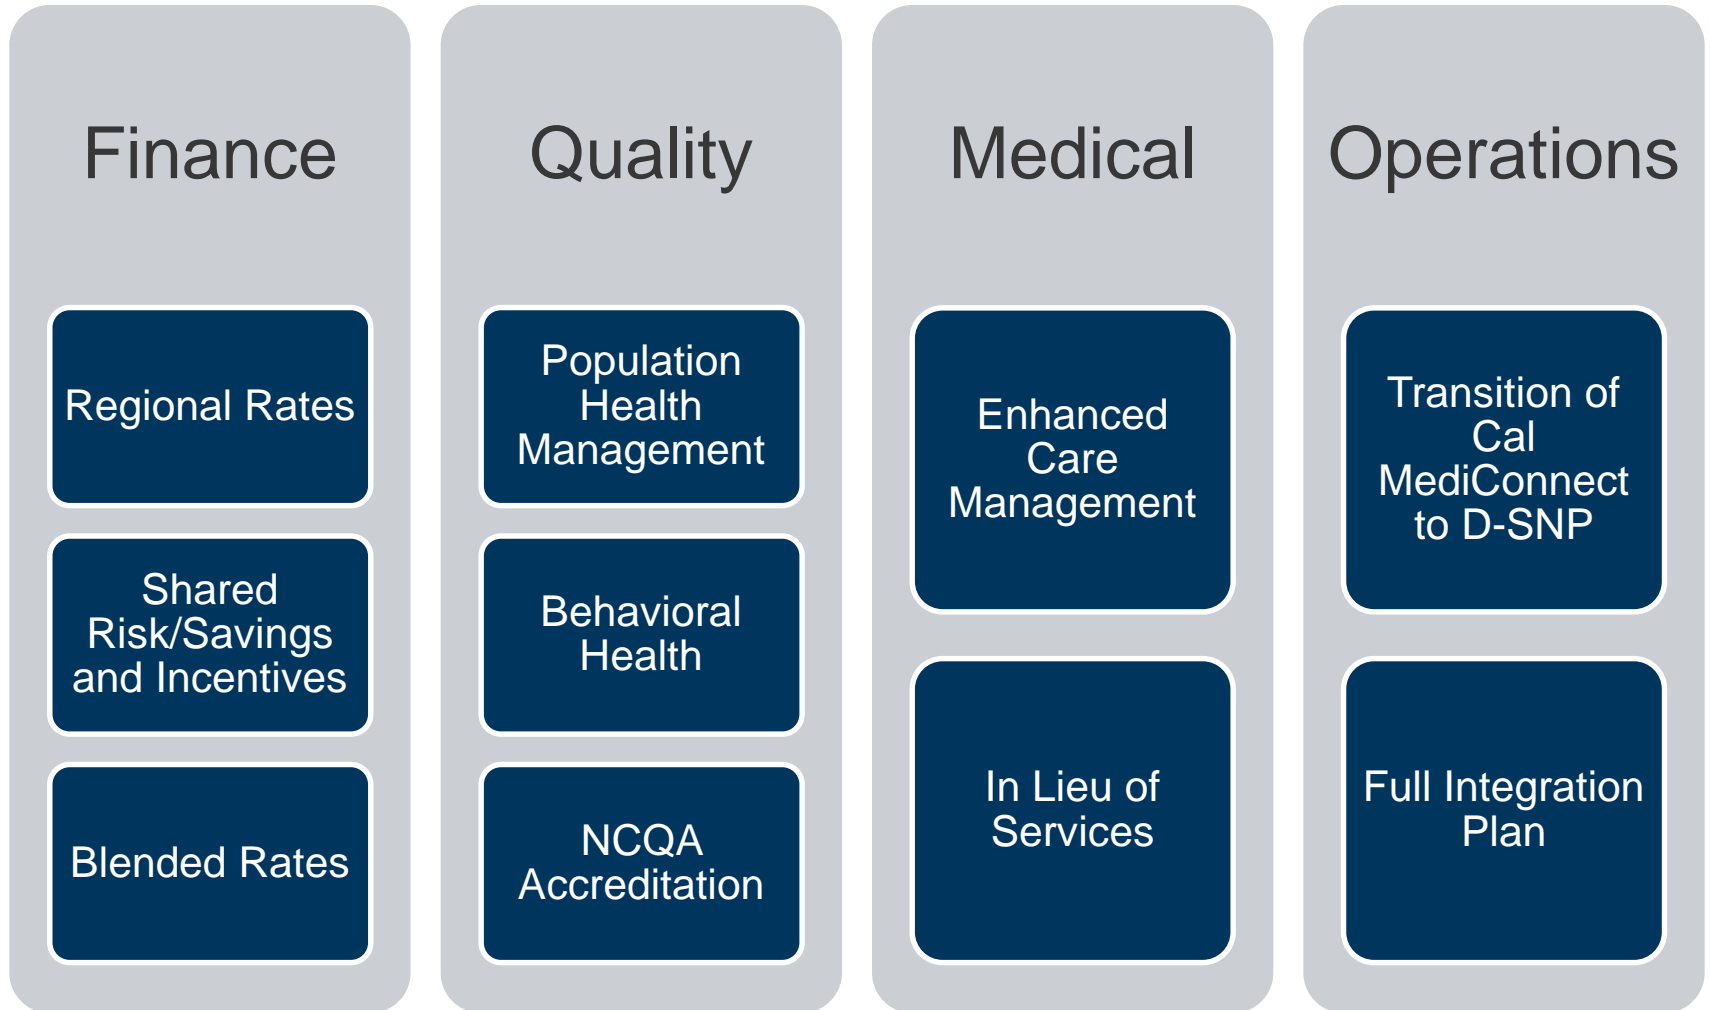 Finance
Regional Rates
Shared
Risk/Savings
and Incentives
Blended Rates
Quality
Population
Health
Management
Behavioral
Health
NCQA
Accreditation
Medical
Enhanced
Care
Management
In Lieu of
Services
Operations
Transition of
Cal
MediConnect
to D-SNP
Full Integration
Plan